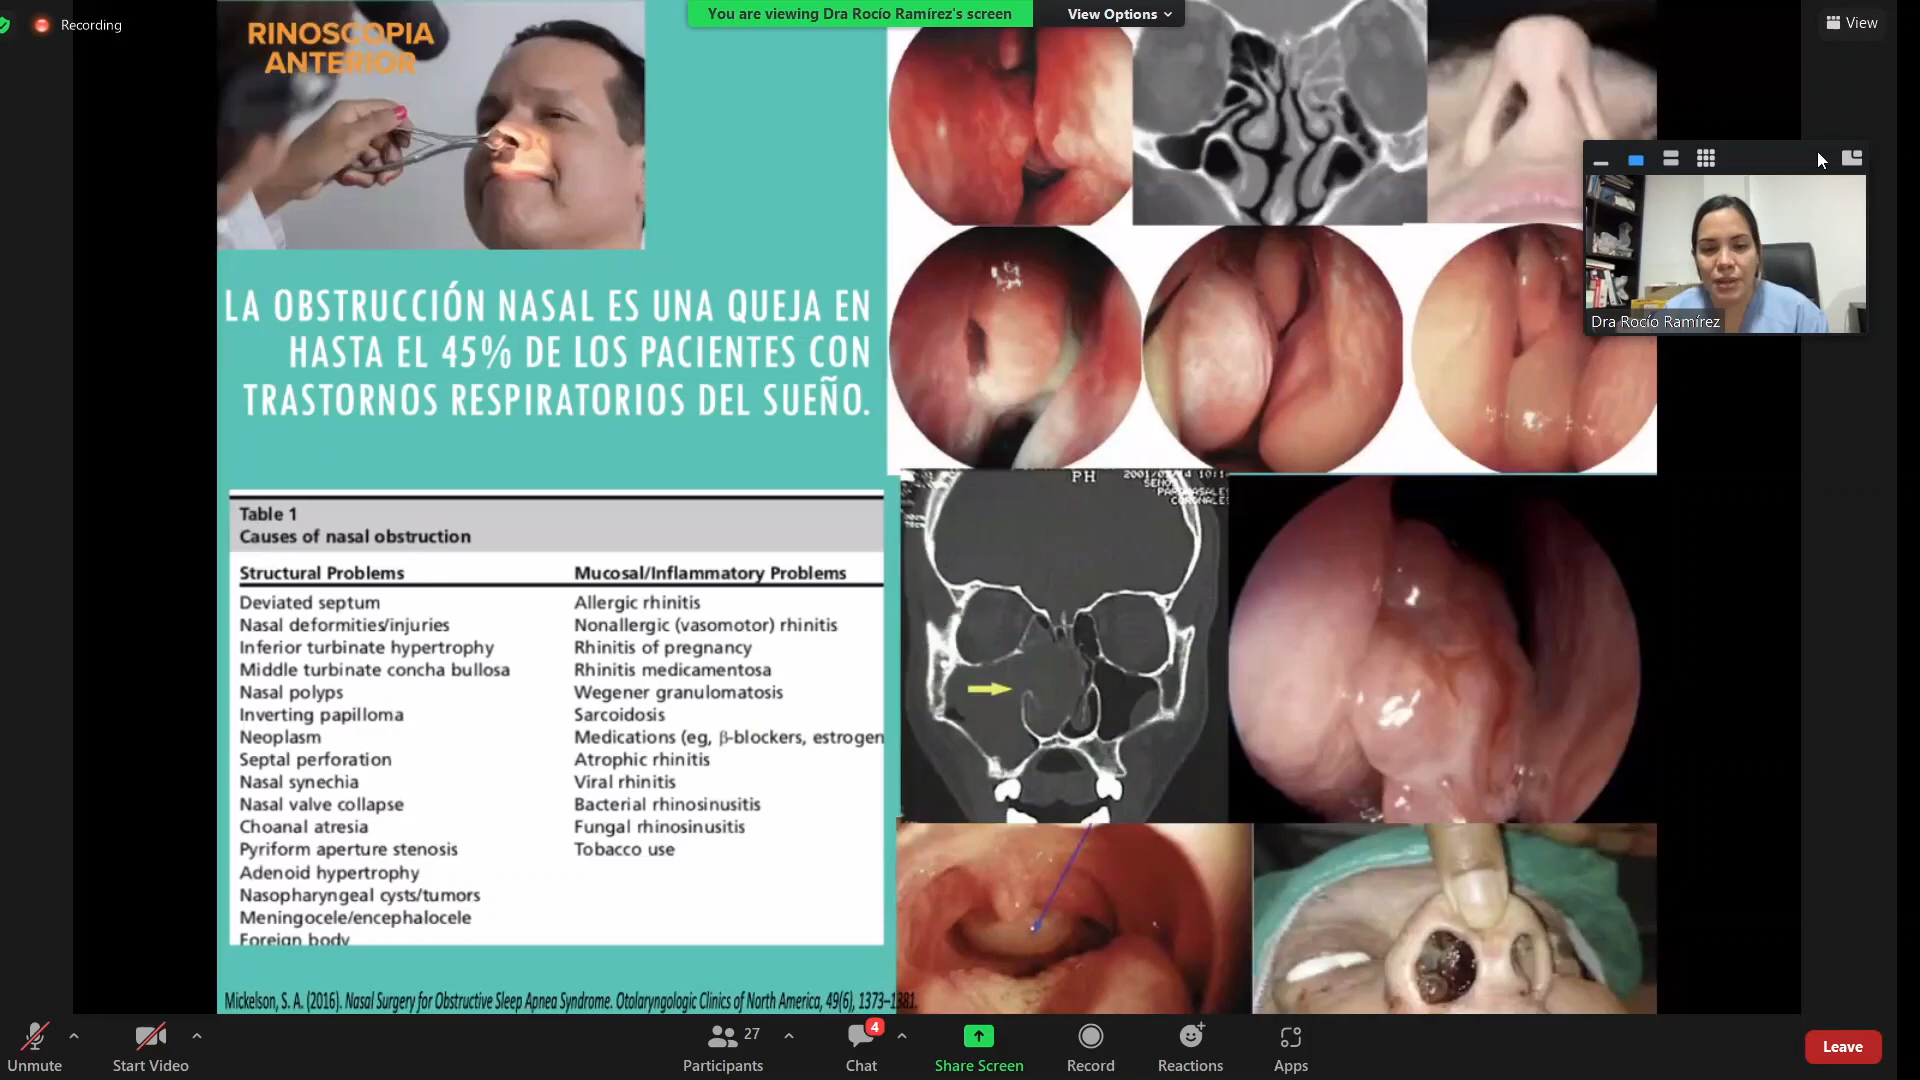 Recording
You are viewing Dra Rocío Ramírez's screen
View Options
View
RINOSCOPIA
ANTERIOR
Dra Rocío Ramírez
LA OBSTRUCCIÓN NASAL ES UNA QUEJA EN
HASTA EL 45% DE LOS PACIENTES CON
TRASTORNOS RESPIRATORIOS DEL SUEÑO.
PH
Table 1
Causes of nasal obstruction
Structural Problems
Mucosal/Inflammatory Problems
Deviated septum
Allergic rhinitis
Nasal deformities/injuries
Nonallergic (vasomotor) rhinitis
Inferior turbinate hypertrophy
Rhinitis of pregnancy
Middle turbinate concha bullosa
Rhinitis medicamentosa
Nasal polyps
Wegener granulomatosis
Inverting papilloma
Sarcoidosis
Neoplasm
Medications (eg, β-blockers, estrogen
Septal perforation
Atrophic rhinitis
Nasal synechia
Viral rhinitis
Nasal valve collapse
Bacterial rhinosinusitis
Choanal atresia
Fungal rhinosinusitis
Pyriform aperture stenosis
Tobacco use
Adenoid hypertrophy
Nasopharyngeal cysts/tumors
Meningocele/encephalocele
Foreign body
Mickelson, S. A. (2016). Nasal Surgery for Obstructive Sleep Apnea Syndrome. Otolaryngologic Clinics of North America, 49(6), 1373–1381.
Unmute
Start Video
27
Participants
4
Chat
Share Screen
Record
Reactions
Apps
Leave